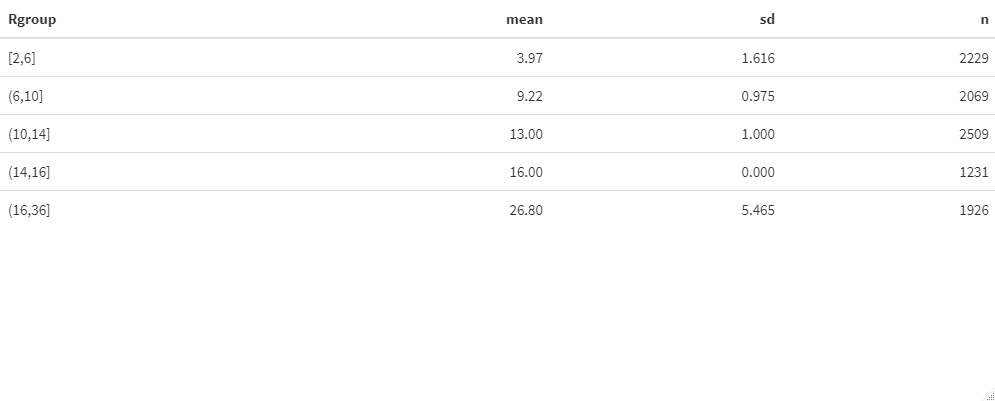 Rgroup mean sd n
[2,6] 3.97 1.616 2229
(6,10] 9.22 0.975 2069
(10,14] 13.00 1.000 2509
(14,16] 16.00 0.000 1231
(16,36] 26.80 5.465 1926